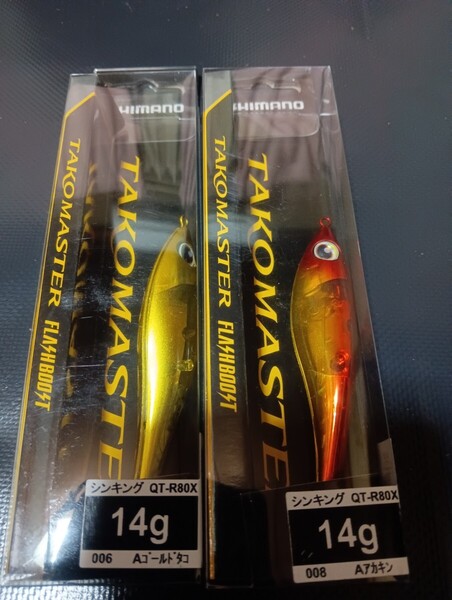 SHIMANO
TAKOMASTER
TAKOMASTER FLASHBOOST
シンキング QT-R80X
14g
006 Aゴールドタコ
SHIMANO
TAKOMASTER
TAKOMASTER FLASHBOOST
シンキング QT-R80X
14g
008 Aアカキン